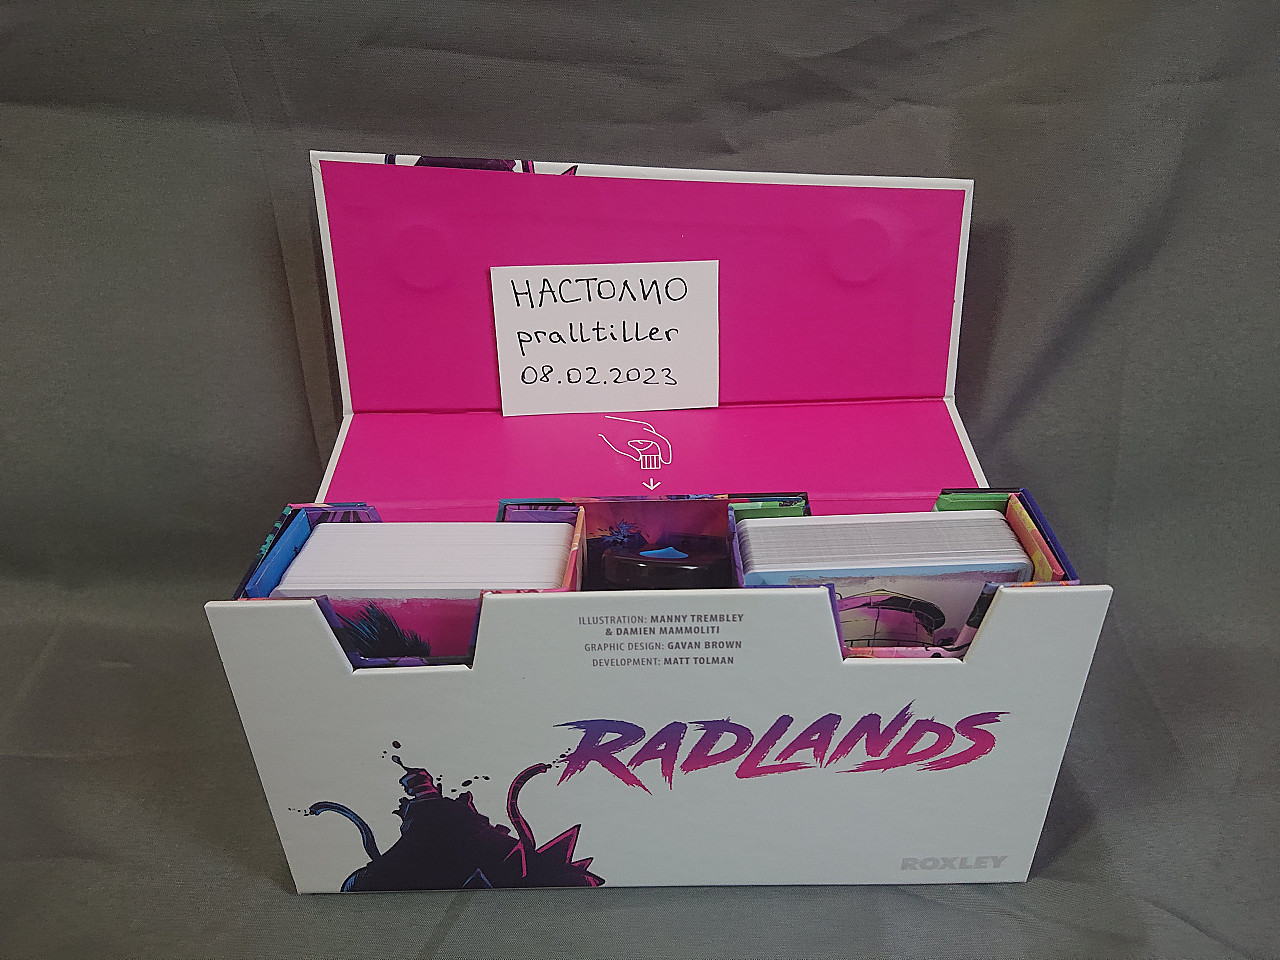 НАСТОЛИО
pralltiller
08.02.2023
ILLUSTRATION: MANNY TREMBLEY
& DAMIEN MAMMOLITI
GRAPHIC DESIGN: GAVAN BROWN
DEVELOPMENT: MATT TOLMAN
RADLANDS
ROXLEY